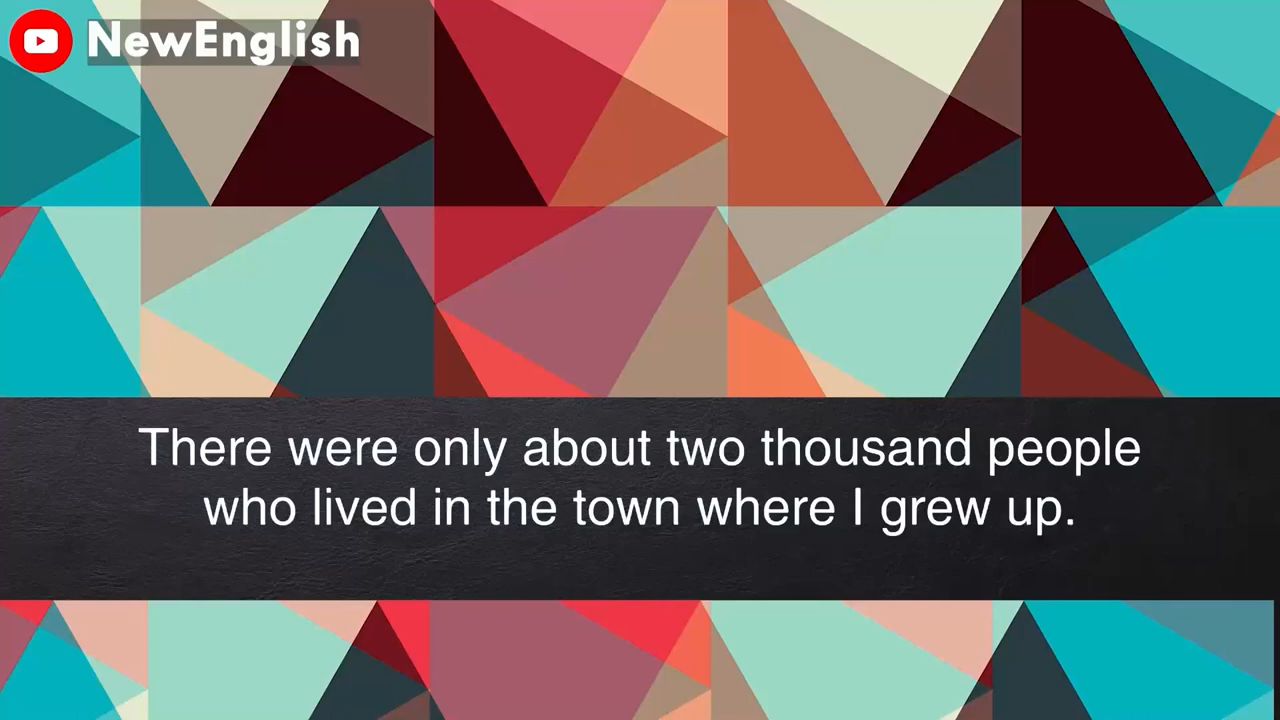 NewEnglish
There were only about two thousand people
who lived in the town where I grew up.